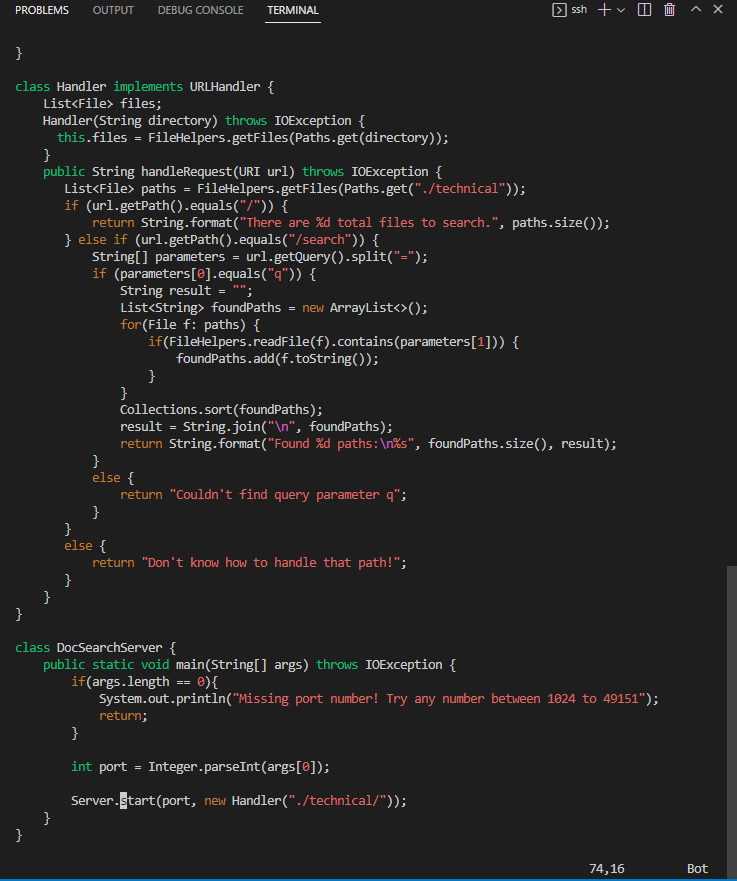 PROBLEMS OUTPUT DEBUG CONSOLE TERMINAL ssh
}
class Handler implements URLHandler {
    List<File> files;
    Handler(String directory) throws IOException {
      this.files = FileHelpers.getFiles(Paths.get(directory));
    }
    public String handleRequest(URI url) throws IOException {
       List<File> paths = FileHelpers.getFiles(Paths.get("./technical"));
       if (url.getPath().equals("/")) {
           return String.format("There are %d total files to search.", paths.size());
       } else if (url.getPath().equals("/search")) {
           String[] parameters = url.getQuery().split("=");
           if (parameters[0].equals("q")) {
               String result = "";
               List<String> foundPaths = new ArrayList<>();
               for(File f: paths) {
                   if(FileHelpers.readFile(f).contains(parameters[1])) {
                       foundPaths.add(f.toString());
                   }
               }
               Collections.sort(foundPaths);
               result = String.join("\n", foundPaths);
               return String.format("Found %d paths:\n%s", foundPaths.size(), result);
           }
           else {
               return "Couldn't find query parameter q";
           }
       }
       else {
           return "Don't know how to handle that path!";
       }
    }
}
class DocSearchServer {
    public static void main(String[] args) throws IOException {
        if(args.length == 0){
            System.out.println("Missing port number! Try any number between 1024 to 49151");
            return;
        }
        int port = Integer.parseInt(args[0]);
        Server.start(port, new Handler("./technical/"));
    }
}
74,16 Bot